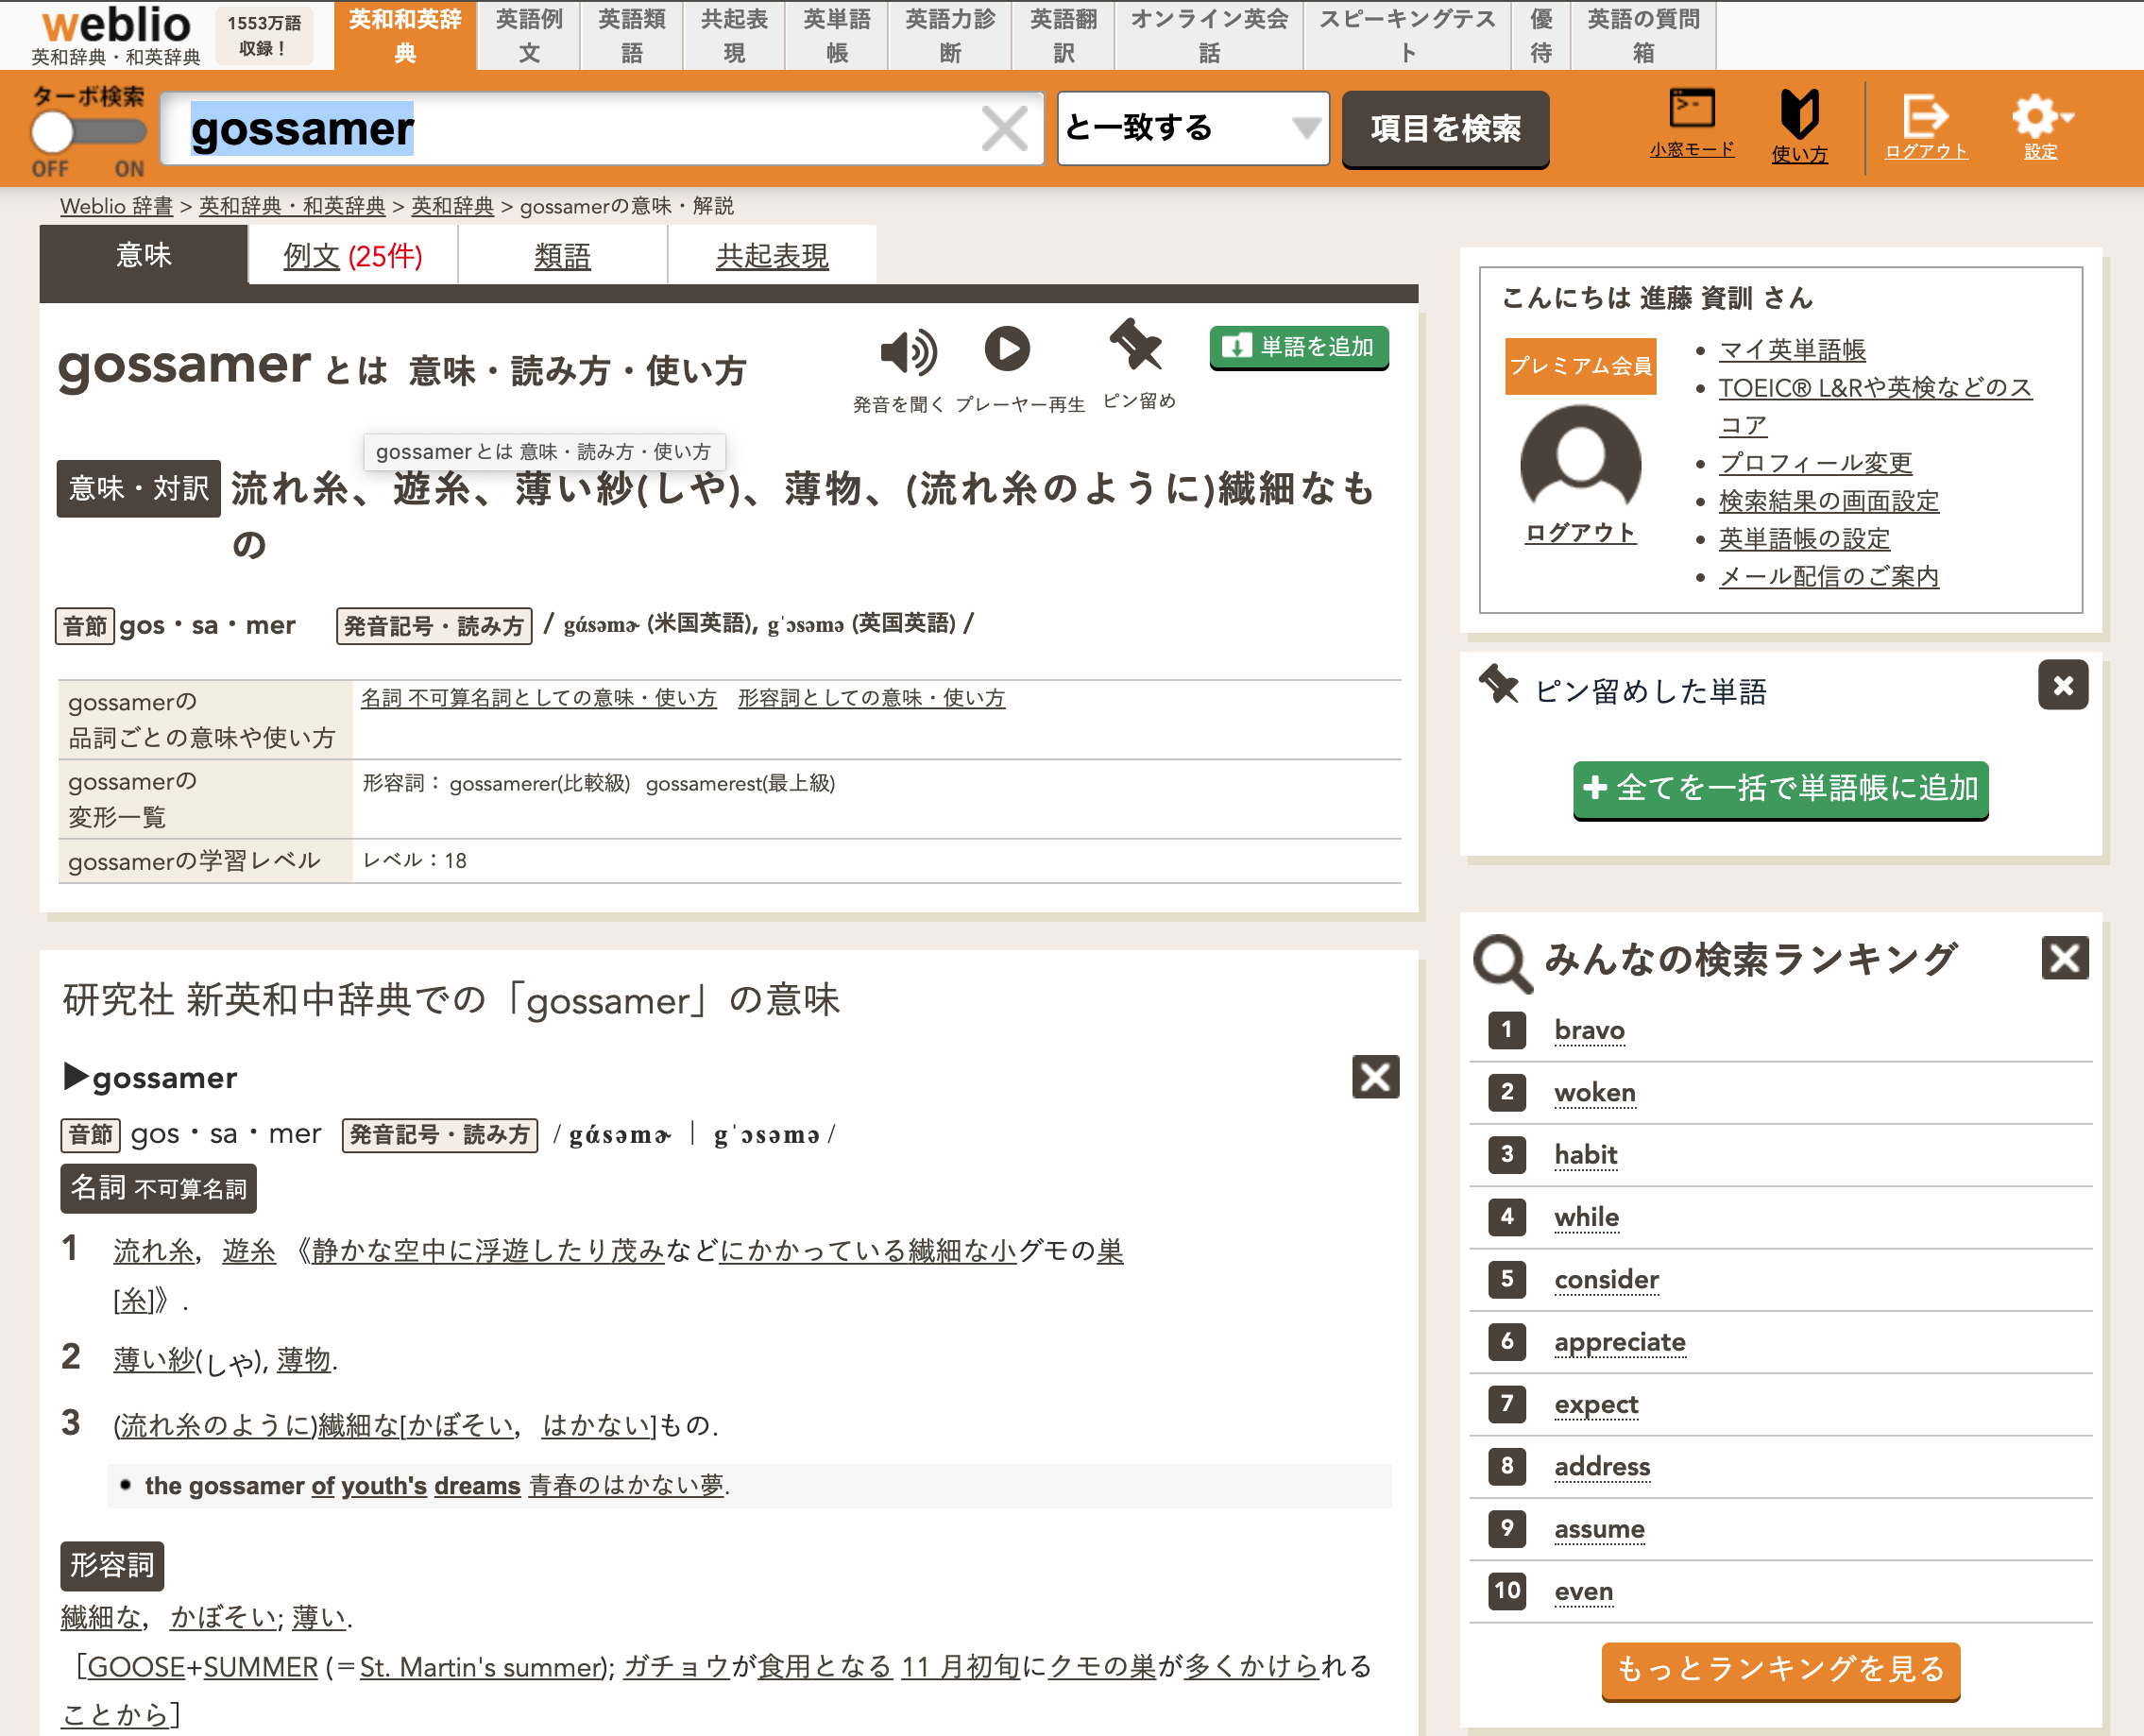 weblio
英和辞典・和英辞典
1553万語
収録！
英和和英辞
典
英語例
文
英語類
語
共起表
現
英単語
帳
英語力診
断
英語翻
訳
オンライン英会
話
スピーキングテス
ト
優
待
英語の質問
箱
ターボ検索
OFF ON
gossamer
と一致する
項目を検索
小窓モード
使い方
ログアウト
設定
Weblio 辞書 > 英和辞典・和英辞典 > 英和辞典 > gossamerの意味・解説
意味
例文 (25件)
類語
共起表現
gossamer とは 意味・読み方・使い方
発音を聞く
プレーヤー再生
ピン留め
単語を追加
gossamerとは 意味・読み方・使い方
意味・対訳 流れ糸、遊糸、薄い紗(しや)、薄物、(流れ糸のように)繊細なも
の
音節 gos・sa・mer 発音記号・読み方 / gɑ́səmɚ (米国英語), gˈɔsəmə (英国英語) /
gossamerの
品詞ごとの意味や使い方
名詞 不可算名詞としての意味・使い方 形容詞としての意味・使い方
gossamerの
変形一覧
形容詞： gossamerer(比較級) gossamerest(最上級)
gossamerの学習レベル
レベル：18
研究社 新英和中辞典での「gossamer」の意味
▶gossamer
音節 gos・sa・mer 発音記号・読み方 / gɑ́səmɚ｜gˈɔsəmə /
名詞 不可算名詞
1 流れ糸，遊糸 《静かな空中に浮遊したり茂みなどにかかっている繊細な小グモの巣
[糸]》.
2 薄い紗(しや), 薄物.
3 (流れ糸のように)繊細な[かぼそい，はかない]もの.
• the gossamer of youth's dreams 青春のはかない夢.
形容詞
繊細な，かぼそい; 薄い.
［GOOSE+SUMMER (＝St. Martin's summer); ガチョウが食用となる 11 月初旬にクモの巣が多くかけられる
ことから］
こんにちは 進藤 資訓 さん
プレミアム会員
ログアウト
• マイ英単語帳
• TOEIC® L&Rや英検などのス
コア
• プロフィール変更
• 検索結果の画面設定
• 英単語帳の設定
• メール配信のご案内
ピン留めした単語
+ 全てを一括で単語帳に追加
みんなの検索ランキング
1 bravo
2 woken
3 habit
4 while
5 consider
6 appreciate
7 expect
8 address
9 assume
10 even
もっとランキングを見る